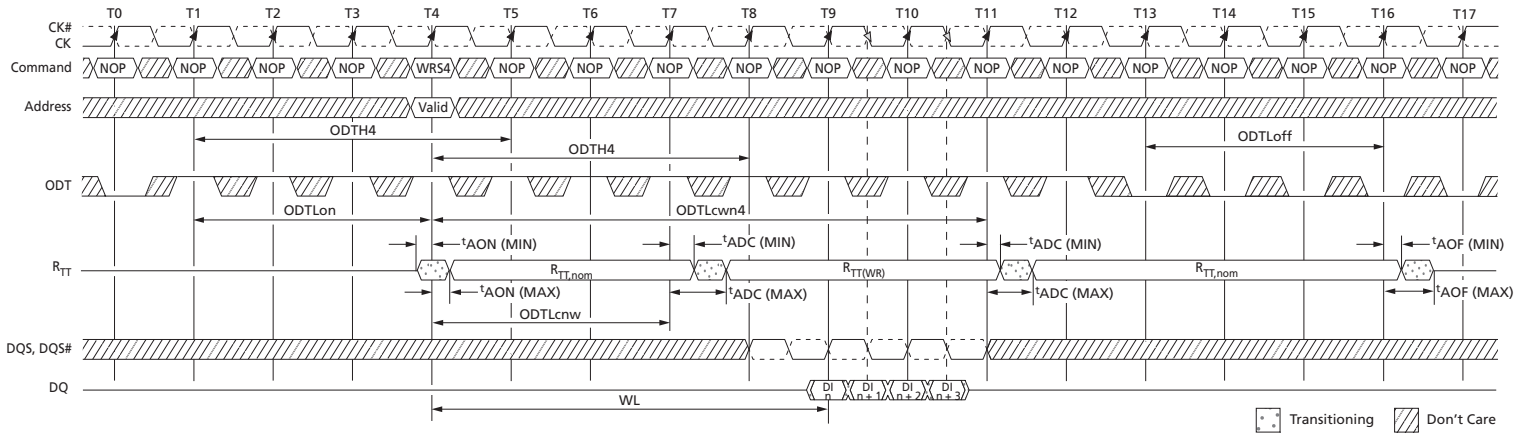 T0 T1 T2 T3 T4 T5 T6 T7 T8 T9 T10 T11 T12 T13 T14 T15 T16 T17
CK#
CK
Command NOP NOP NOP NOP WRS4 NOP NOP NOP NOP NOP NOP NOP NOP NOP NOP NOP NOP NOP
Address Valid
ODTH4 ODTLoff
ODTH4
ODT
ODTLon ODTLcwn4
tAON (MIN) tADC (MIN) tADC (MIN) tAOF (MIN)
RTT RTT,nom RTT(WR) RTT,nom
tAON (MAX) tADC (MAX) tADC (MAX) tAOF (MAX)
ODTLcnw
DQS, DQS#
DQ DI n DI n + 1 DI n + 2 DI n + 3
WL
Transitioning Don't Care